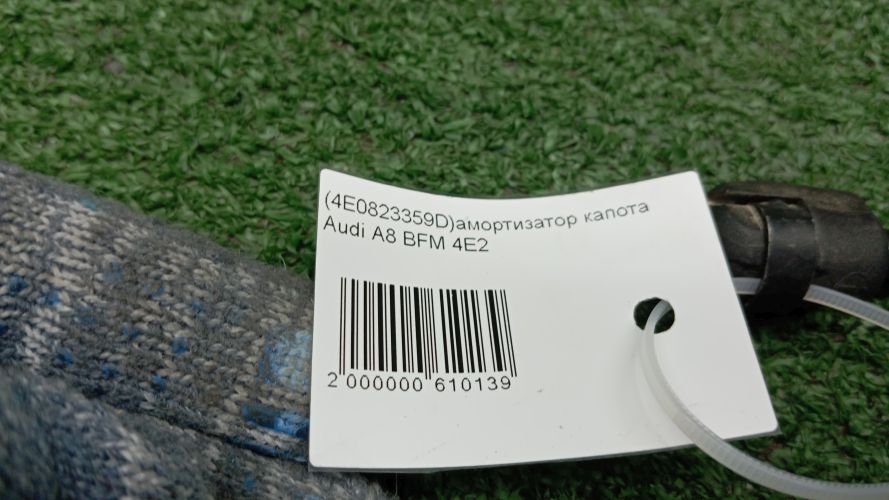 (4E0823359D)амортизатор капота
Audi A8 BFM 4E2
2 000000 610139